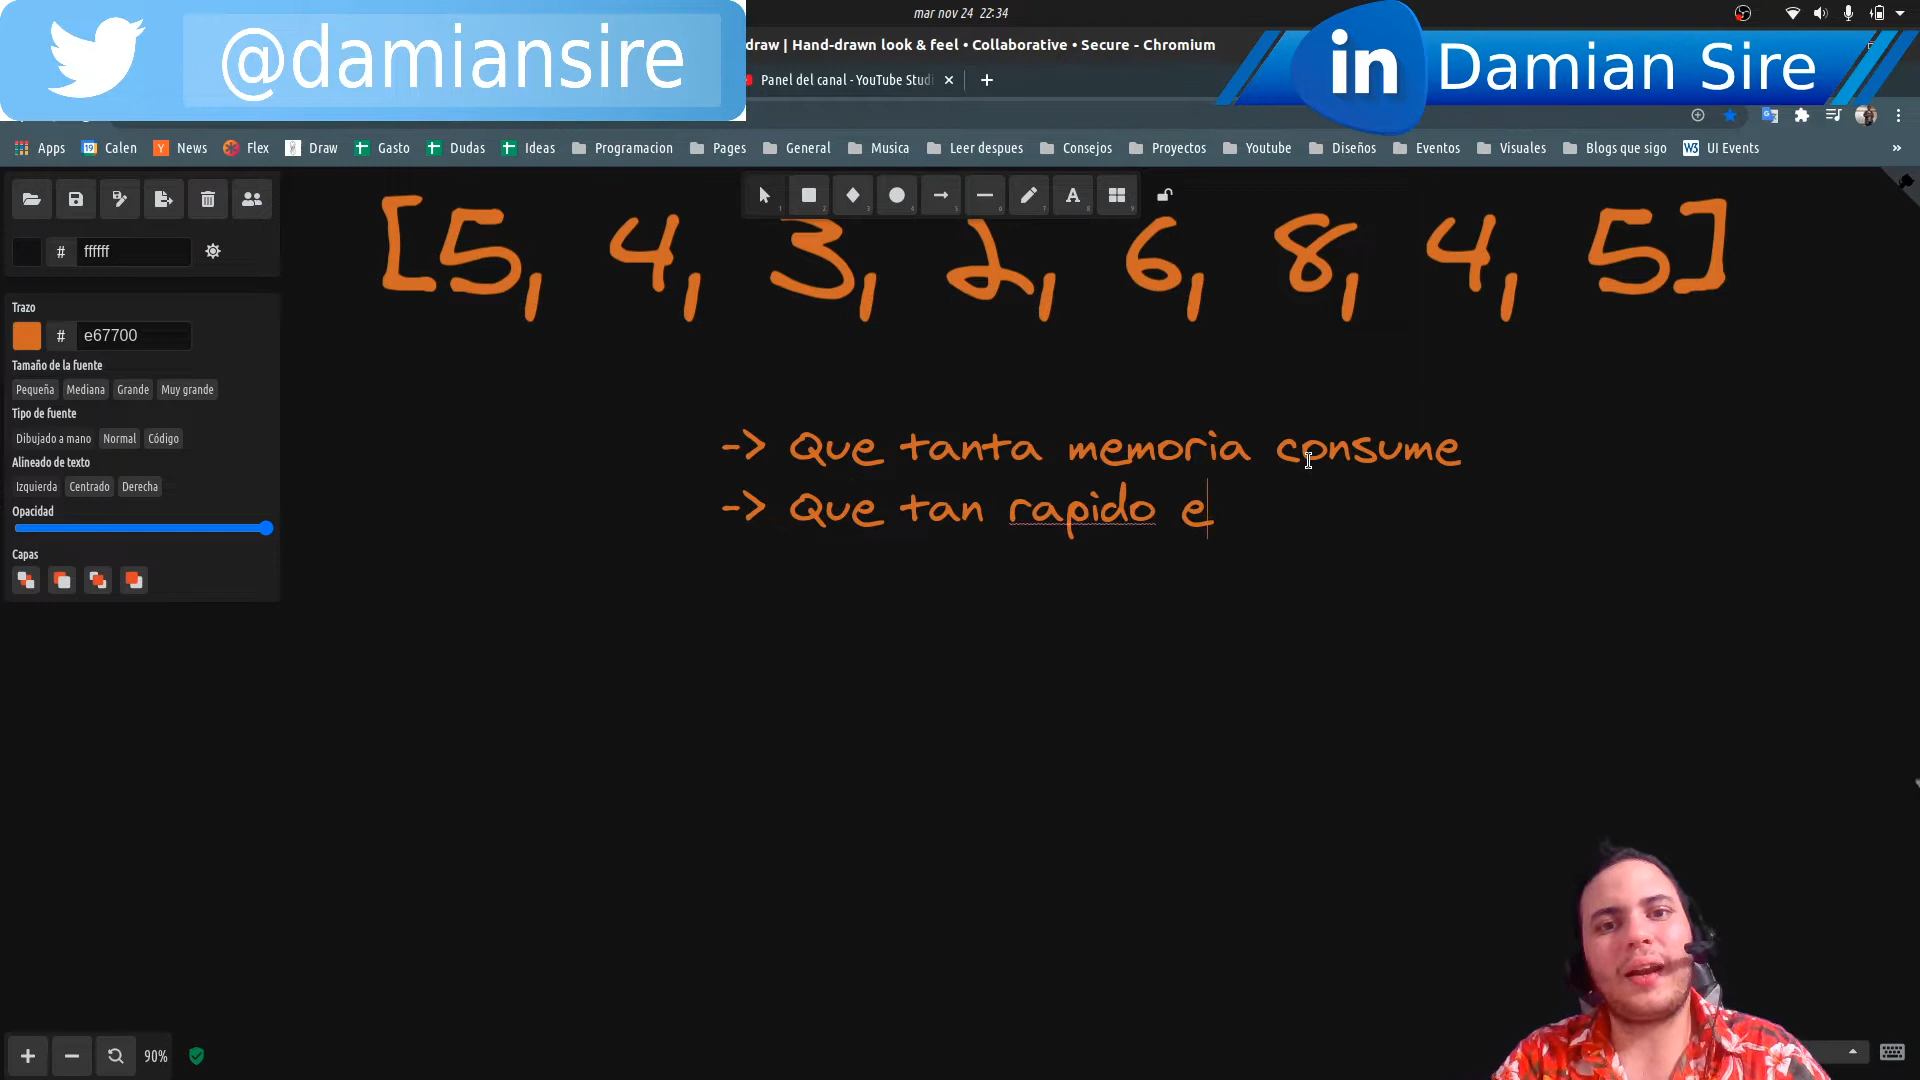 @damiansire
mar nov 24 22:34
draw | Hand-drawn look & feel • Collaborative • Secure - Chromium
in Damian Sire
Panel del canal - YouTube Studi
Apps Calen News Flex Draw Gasto Dudas Ideas Programacion Pages General Musica Leer despues Consejos Proyectos Youtube Diseños Eventos Visuales Blogs que sigo UI Events »
[5, 4, 3, 2, 6, 8, 4, 5]
# ffffff
Trazo
# e67700
Tamaño de la fuente
Pequeña Mediana Grande Muy grande
Tipo de fuente
Dibujado a mano Normal Código
Alineado de texto
Izquierda Centrado Derecha
Opacidad
Capas
-> Que tanta memoria consume
-> Que tan rapido e
90%